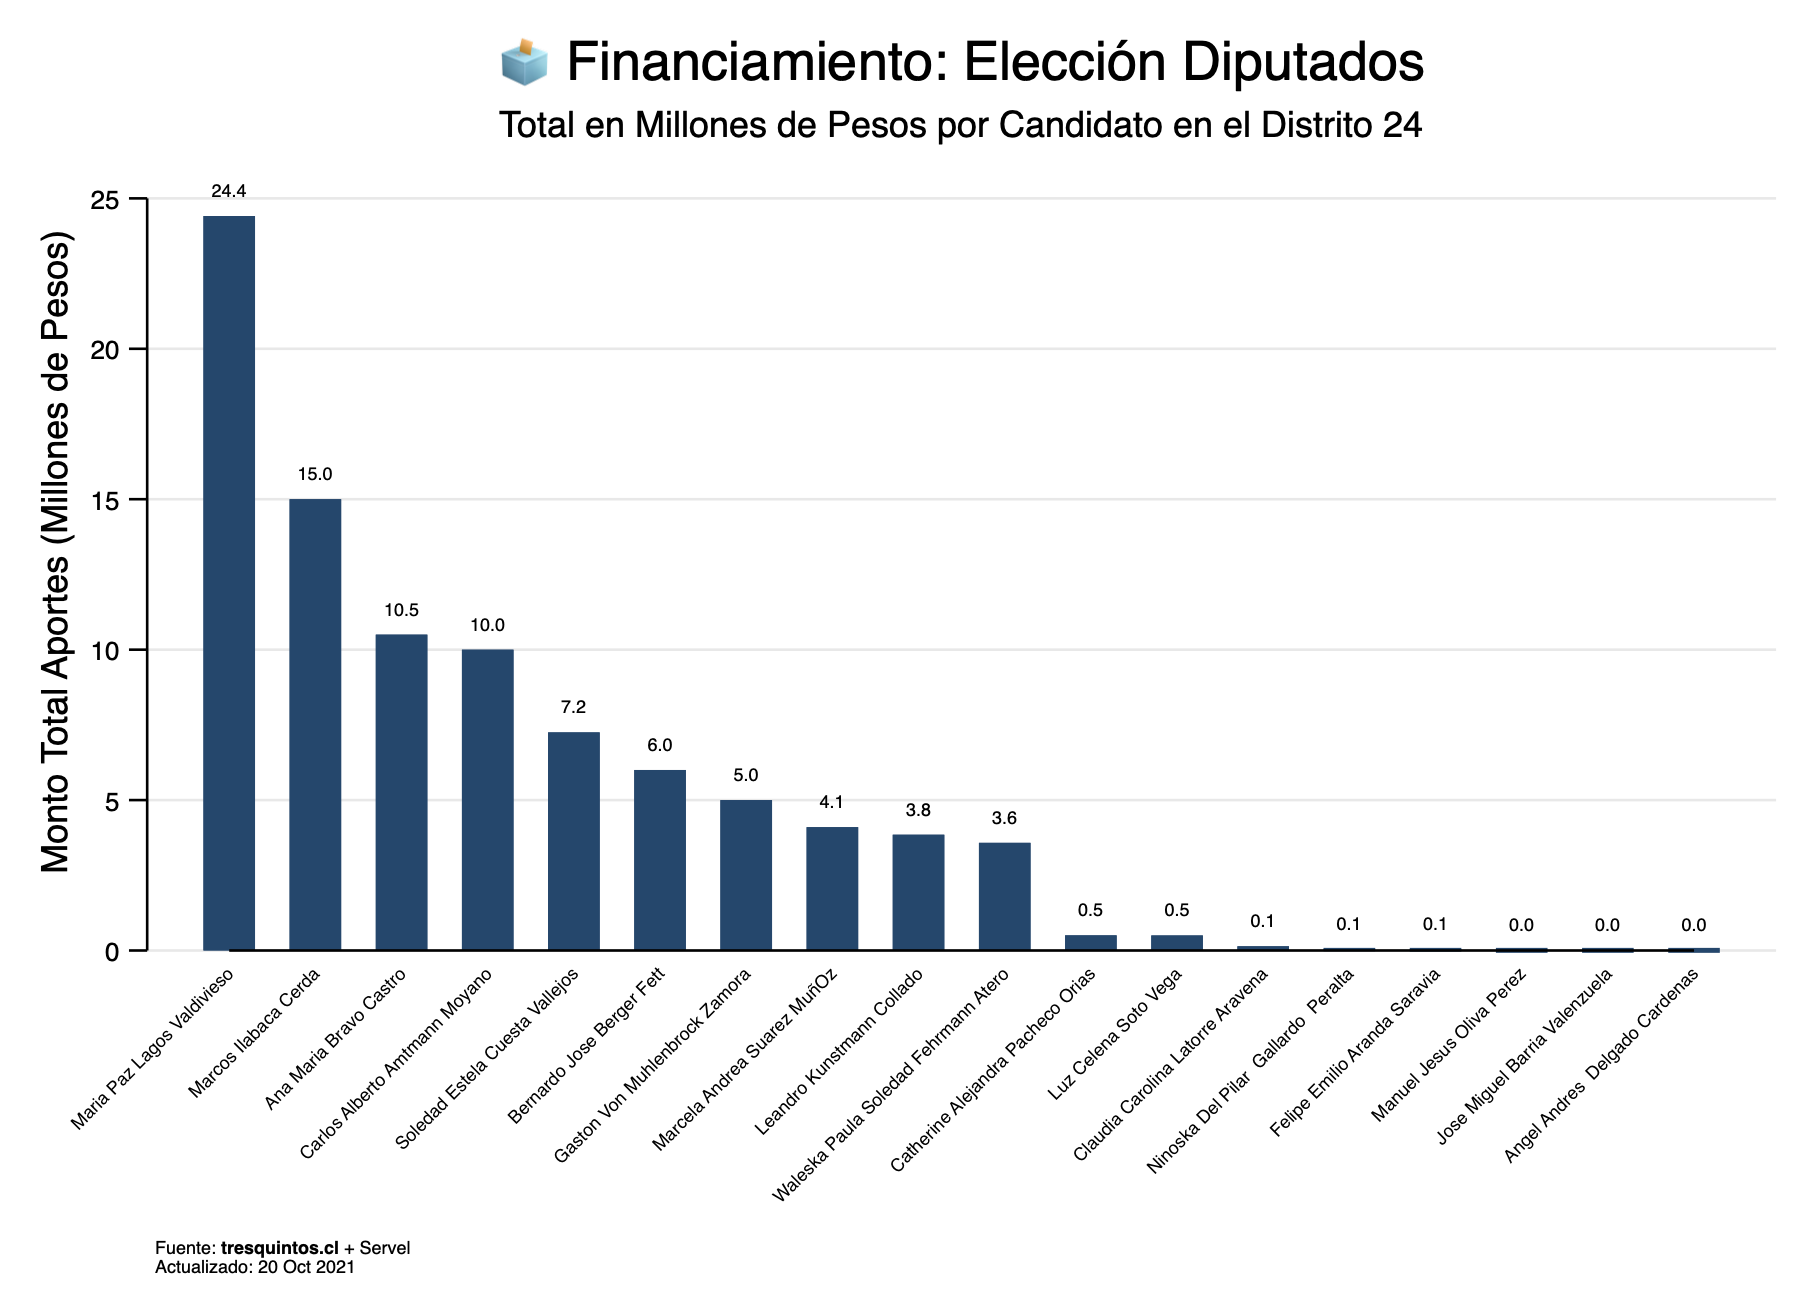 Financiamiento: Elección Diputados
Total en Millones de Pesos por Candidato en el Distrito 24
Monto Total Aportes (Millones de Pesos)
25
20
15
10
5
0
24.4
15.0
10.5
10.0
7.2
6.0
5.0
4.1
3.8
3.6
0.5
0.5
0.1
0.1
0.1
0.0
0.0
0.0
Maria Paz Lagos Valdivieso
Marcos Ilabaca Cerda
Ana Maria Bravo Castro
Carlos Alberto Amtmann Moyano
Soledad Estela Cuesta Vallejos
Bernardo Jose Berger Fett
Gaston Von Muhlenbrock Zamora
Marcela Andrea Suarez MuñOz
Leandro Kunstmann Collado
Waleska Paula Soledad Fehrmann Atero
Catherine Alejandra Pacheco Orias
Luz Celena Soto Vega
Claudia Carolina Latorre Aravena
Ninoska Del Pilar  Gallardo  Peralta
Felipe Emilio Aranda Saravia
Manuel Jesus Oliva Perez
Jose Miguel Barria Valenzuela
Angel Andres  Delgado Cardenas
Fuente: tresquintos.cl + Servel
Actualizado: 20 Oct 2021